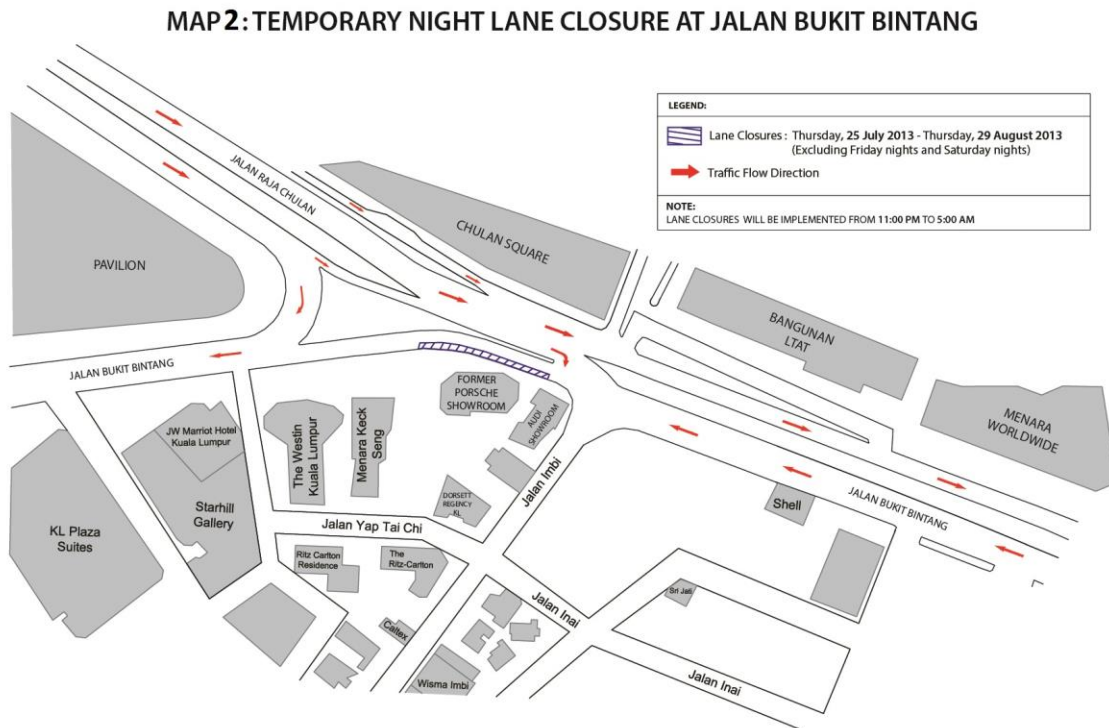 MAP 2: TEMPORARY NIGHT LANE CLOSURE AT JALAN BUKIT BINTANG
LEGEND:
Lane Closures : Thursday, 25 July 2013 - Thursday, 29 August 2013
(Excluding Friday nights and Saturday nights)
Traffic Flow Direction
NOTE:
LANE CLOSURES WILL BE IMPLEMENTED FROM 11:00 PM TO 5:00 AM
JALAN RAJA CHULAN
CHULAN SQUARE
PAVILION
BANGUNAN
LTAT
MENARA
WORLDWIDE
JALAN BUKIT BINTANG
FORMER
PORSCHE
SHOWROOM
AUDI
SHOWROOM
JW Marriot Hotel
Kuala Lumpur
The Westin
Kuala Lumpur
Menara Keck
Seng
Jalan Imbi
DORSETT
REGENCY
KL
Shell
JALAN BUKIT BINTANG
Starhill
Gallery
KL Plaza
Suites
Jalan Yap Tai Chi
Ritz Carlton
Residence
The
Ritz-Carlton
Jalan Inai
Sri Jati
Caltex
Wisma Imbi
Jalan Inai